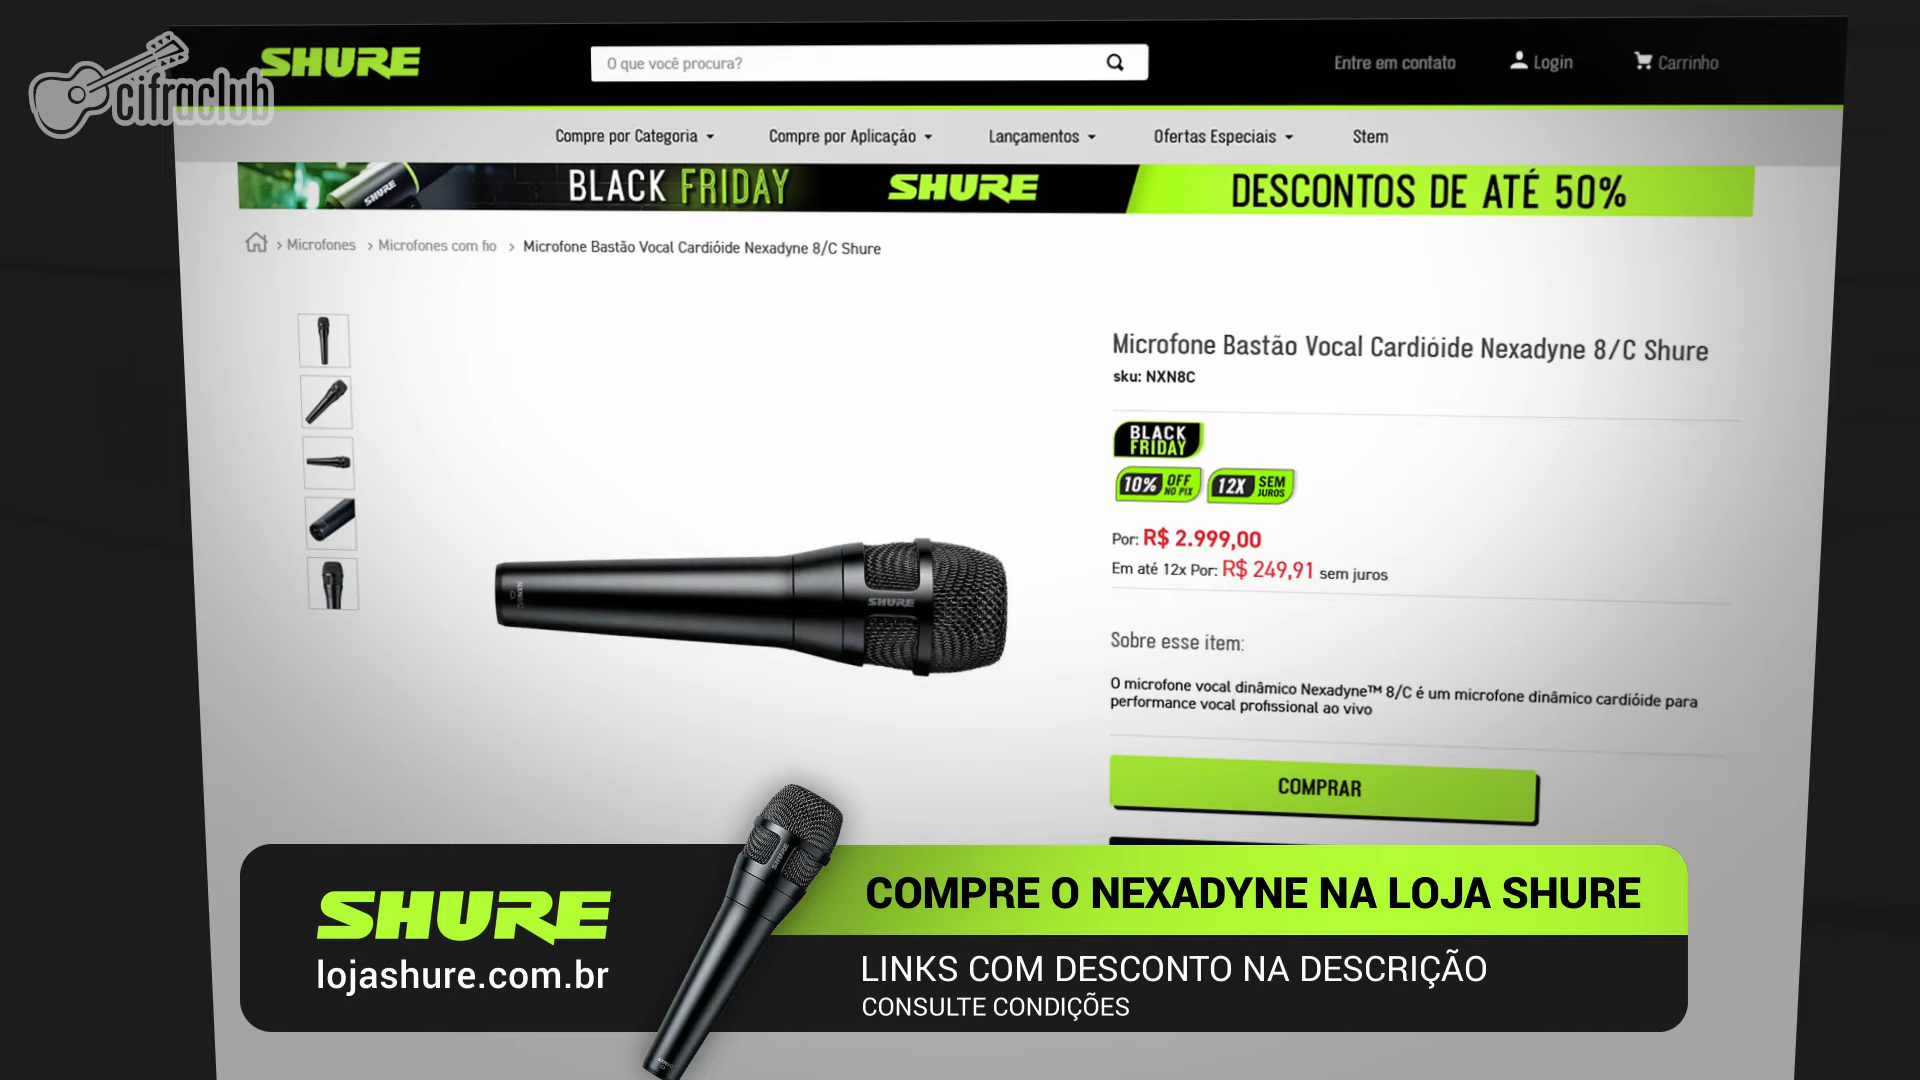 cifraclub
SHURE
O que você procura?
Entre em contato
Login
Carrinho
Compre por Categoria
Compre por Aplicação
Lançamentos
Ofertas Especiais
Stem
SHURE
BLACK FRIDAY
SHURE
DESCONTOS DE ATÉ 50%
> Microfones > Microfones com fio > Microfone Bastão Vocal Cardióide Nexadyne 8/C Shure
Microfone Bastão Vocal Cardióide Nexadyne 8/C Shure
sku: NXN8C
BLACK
FRIDAY
10% OFF NO PIX
12X SEM JUROS
Por: R$ 2.999,00
Em até 12x Por: R$ 249,91 sem juros
SHURE
Sobre esse item:
O microfone vocal dinâmico Nexadyne™ 8/C é um microfone dinâmico cardióide para
performance vocal profissional ao vivo
COMPRAR
SHURE
lojashure.com.br
COMPRE O NEXADYNE NA LOJA SHURE
LINKS COM DESCONTO NA DESCRIÇÃO
CONSULTE CONDIÇÕES